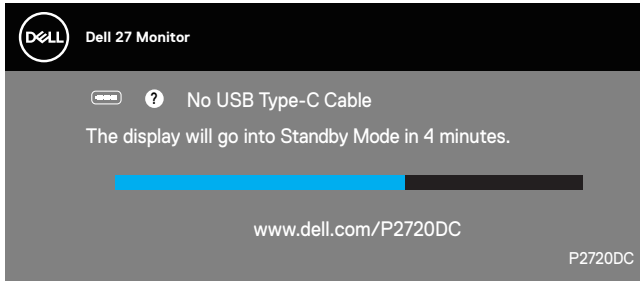 DELL
Dell 27 Monitor
? No USB Type-C Cable
The display will go into Standby Mode in 4 minutes.
www.dell.com/P2720DC
P2720DC